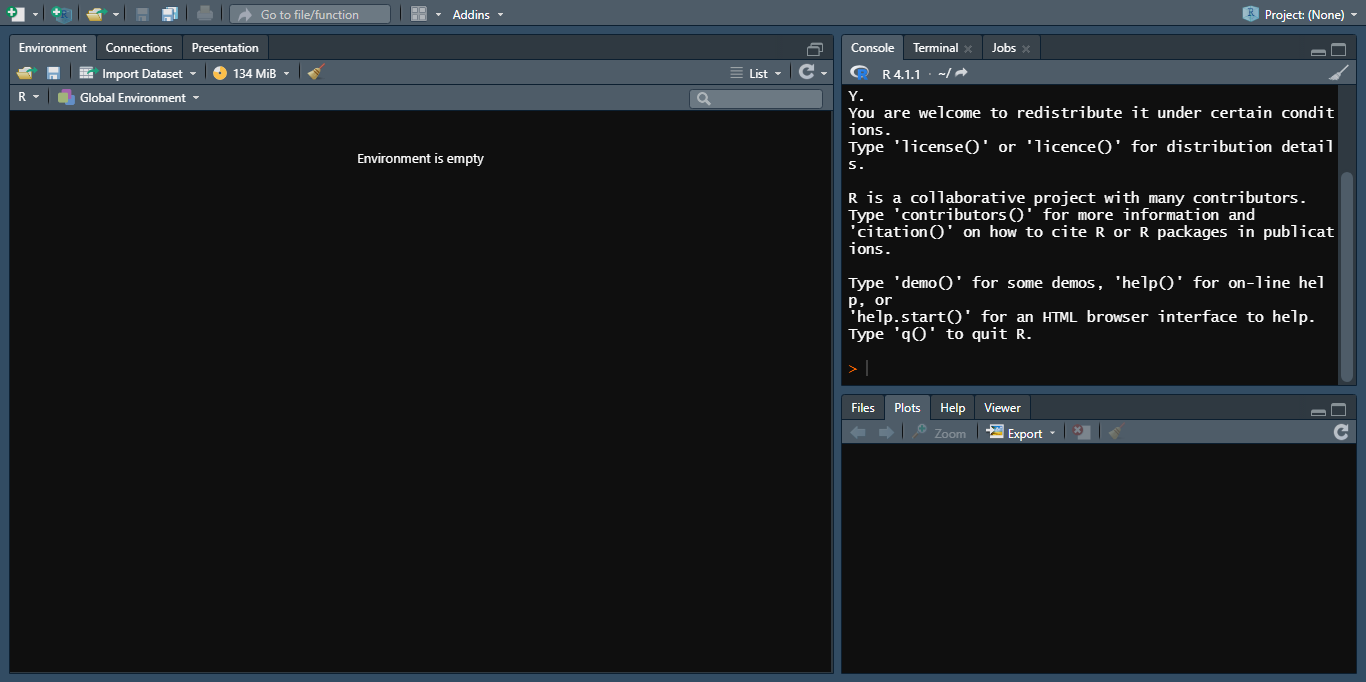 Go to file/function Addins R Project: (None)
Environment Connections Presentation
Import Dataset 134 MiB List
R Global Environment
Environment is empty
Console Terminal Jobs
R R 4.1.1 · ~/
Y.
You are welcome to redistribute it under certain condit
ions.
Type 'license()' or 'licence()' for distribution detail
s.
R is a collaborative project with many contributors.
Type 'contributors()' for more information and
'citation()' on how to cite R or R packages in publicat
ions.
Type 'demo()' for some demos, 'help()' for on-line hel
p, or
'help.start()' for an HTML browser interface to help.
Type 'q()' to quit R.
>
Files Plots Help Viewer
Zoom Export